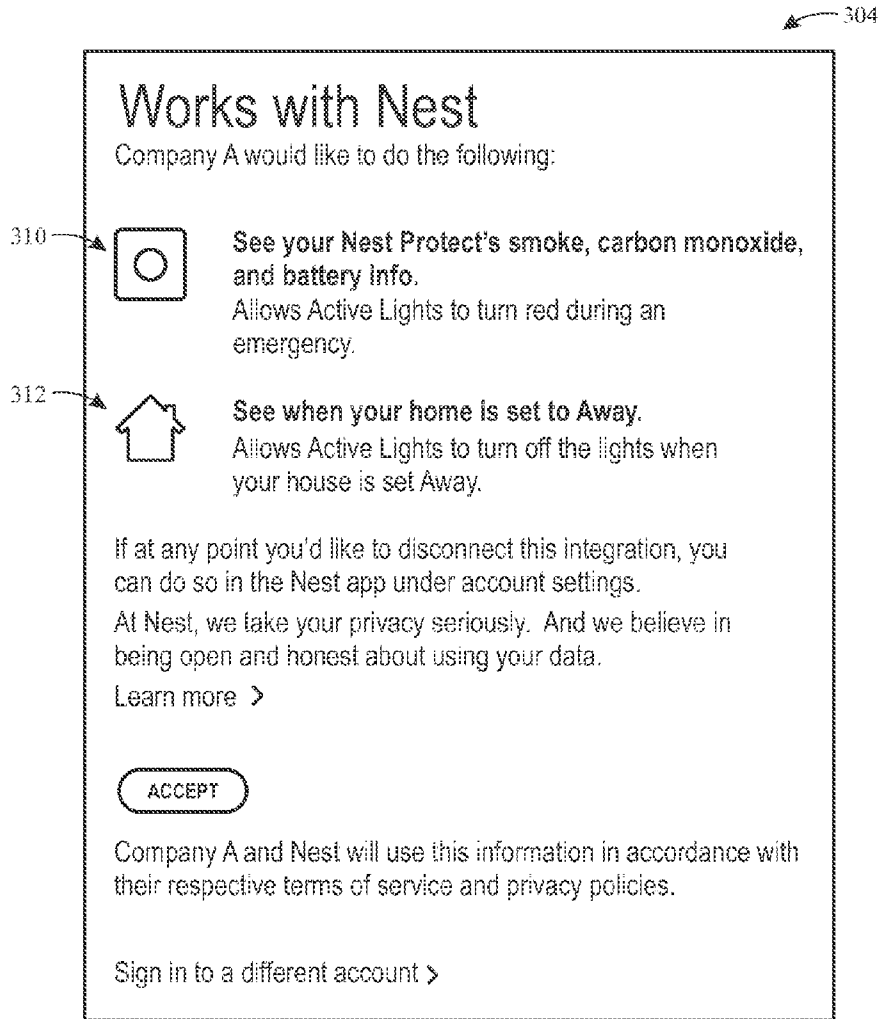 304
Works with Nest
Company A would like to do the following:
310
See your Nest Protect's smoke, carbon monoxide,
and battery info.
Allows Active Lights to turn red during an
emergency.
312
See when your home is set to Away.
Allows Active Lights to turn off the lights when
your house is set Away.
If at any point you'd like to disconnect this integration, you
can do so in the Nest app under account settings.
At Nest, we take your privacy seriously. And we believe in
being open and honest about using your data.
Learn more >
ACCEPT
Company A and Nest will use this information in accordance with
their respective terms of service and privacy policies.
Sign in to a different account >